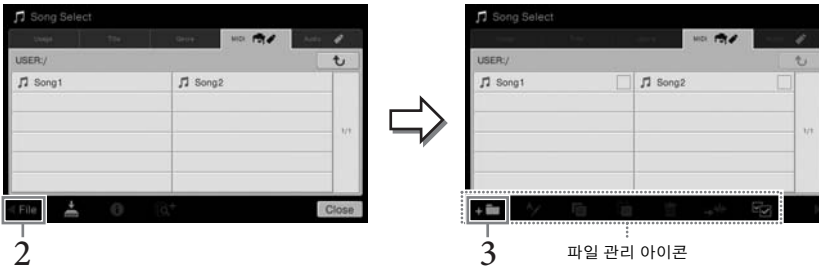 Song Select
Usage Title Genre MIDI Audio
USER:/
Song1 Song2
1/1
File Close
2
Song Select
MIDI
USER:/
Song1 Song2
1/1
3
파일 관리 아이콘